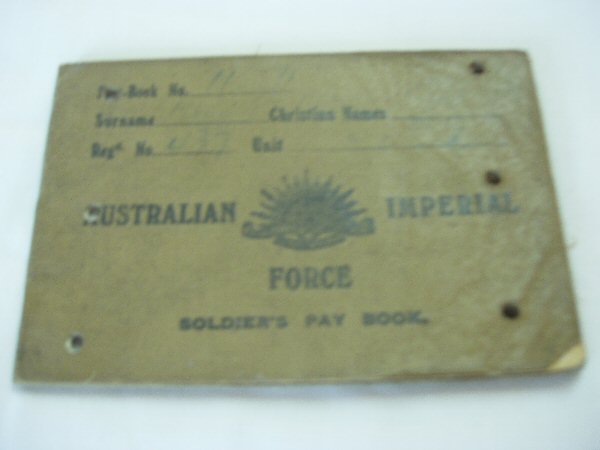 Pay-Book No.
Surname Christian Names
Regtl. No. Unit
AUSTRALIAN IMPERIAL
FORCE
SOLDIER'S PAY BOOK.